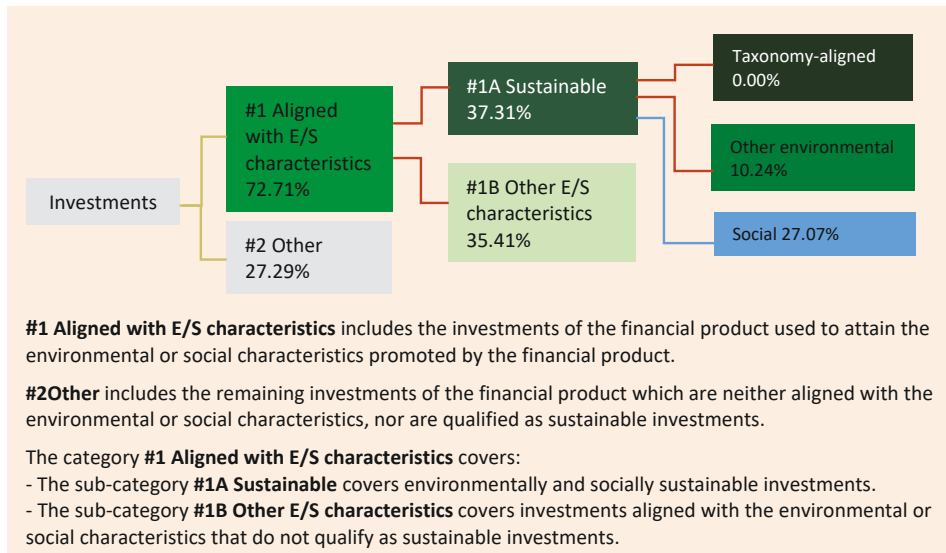 Investments
#1 Aligned
with E/S
characteristics
72.71%
#2 Other
27.29%
#1A Sustainable
37.31%
#1B Other E/S
characteristics
35.41%
Taxonomy-aligned
0.00%
Other environmental
10.24%
Social 27.07%
#1 Aligned with E/S characteristics includes the investments of the financial product used to attain the
environmental or social characteristics promoted by the financial product.
#2Other includes the remaining investments of the financial product which are neither aligned with the
environmental or social characteristics, nor are qualified as sustainable investments.
The category #1 Aligned with E/S characteristics covers:
- The sub-category #1A Sustainable covers environmentally and socially sustainable investments.
- The sub-category #1B Other E/S characteristics covers investments aligned with the environmental or
social characteristics that do not qualify as sustainable investments.